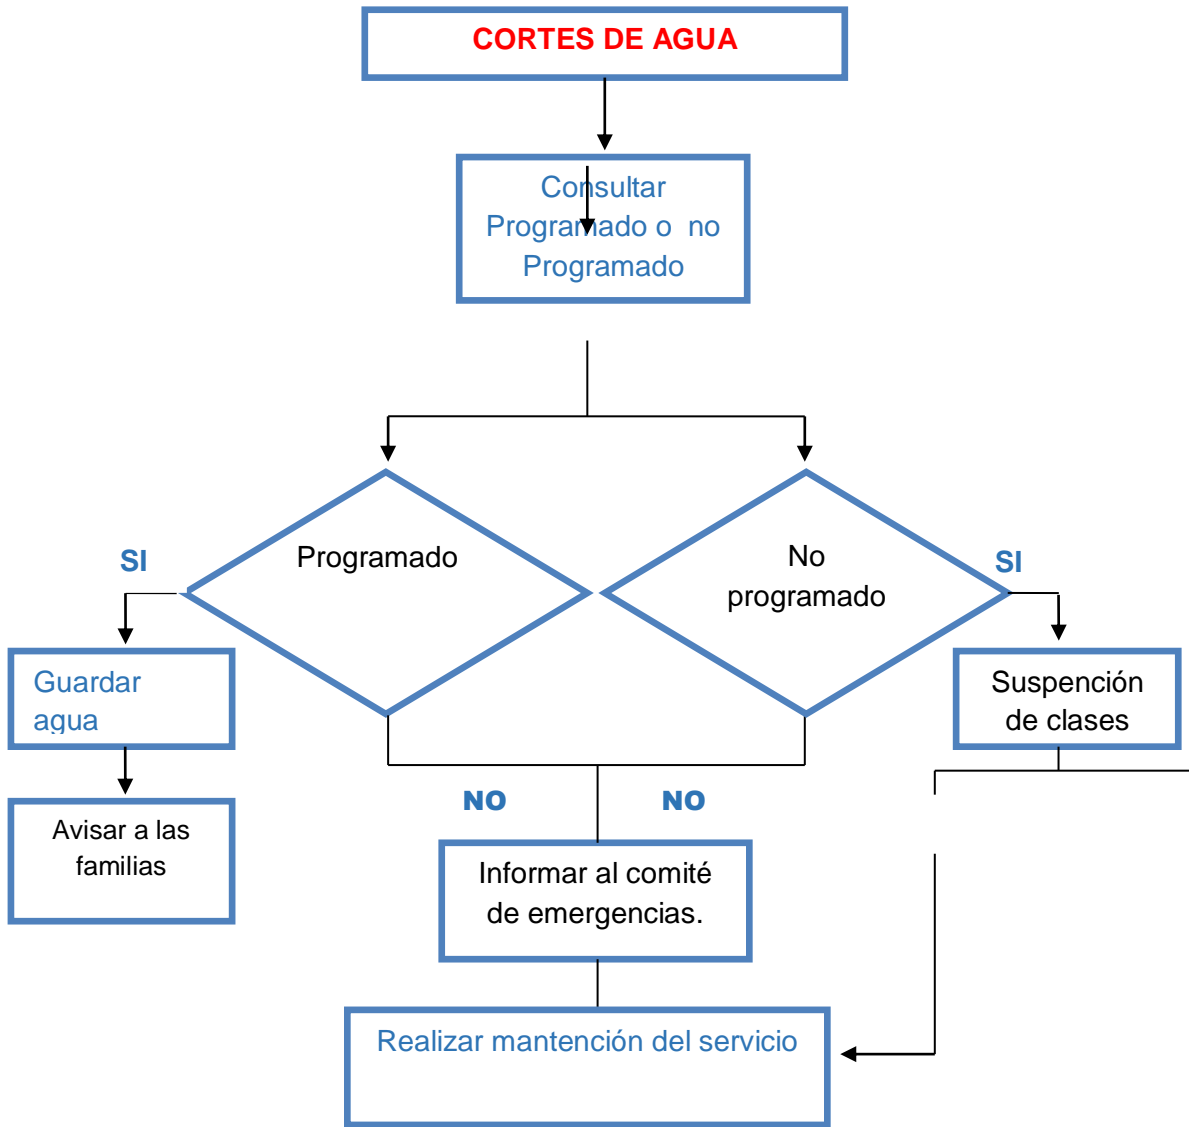 CORTES DE AGUA
Consultar
Programado o no
Programado
SI
Programado
No
programado
SI
Guardar
agua
Suspención
de clases
NO
NO
Avisar a las
familias
Informar al comité
de emergencias.
Realizar mantención del servicio